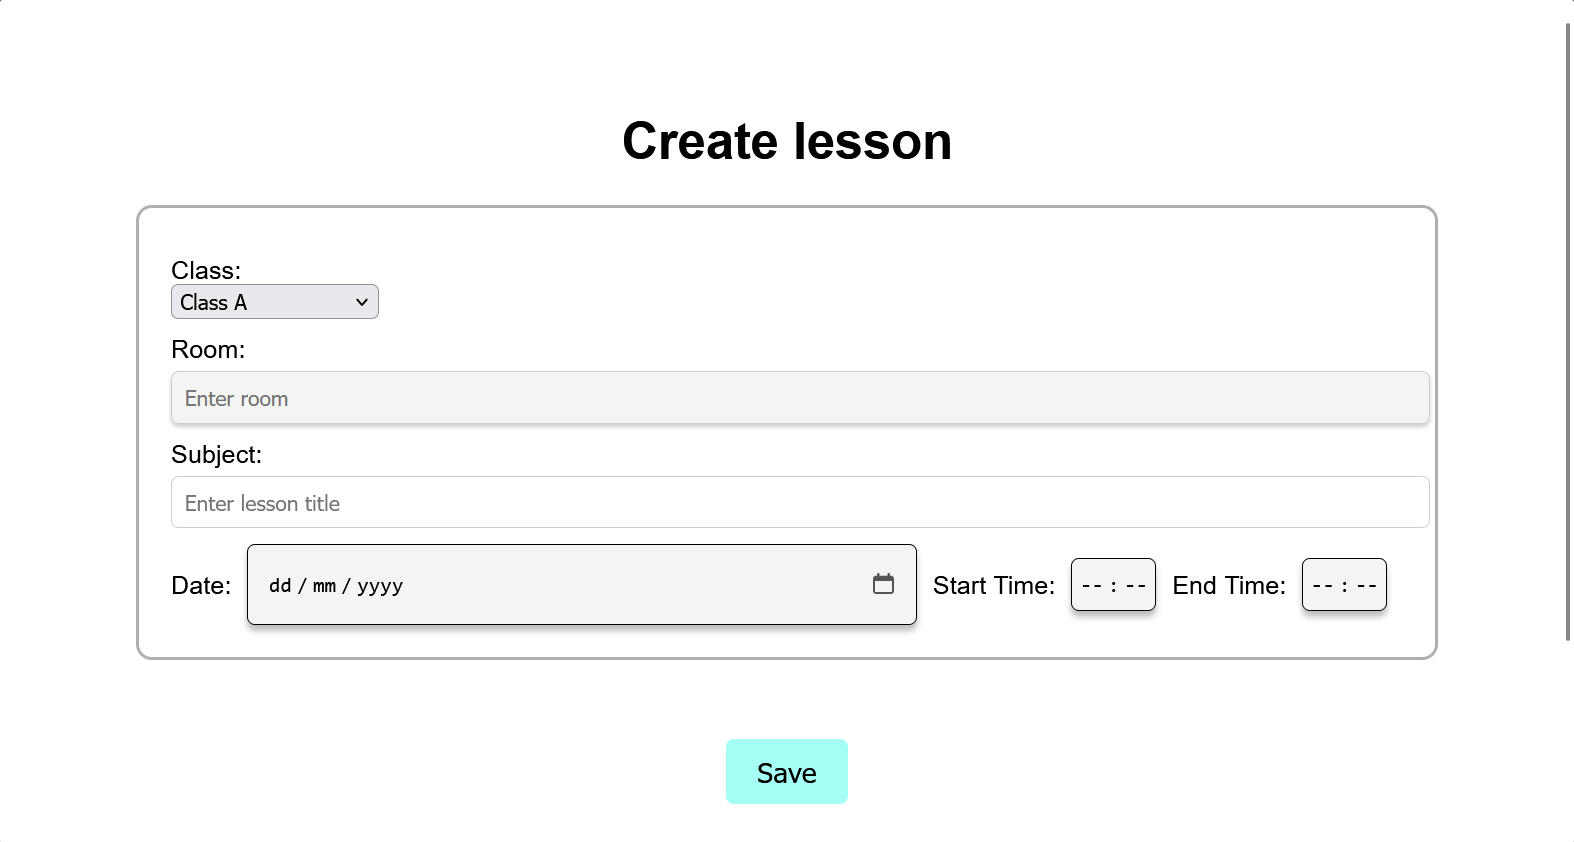 Create lesson
Class:
Class A
Room:
Enter room
Subject:
Enter lesson title
Date: dd / mm / yyyy Start Time: -- : -- End Time: -- : --
Save